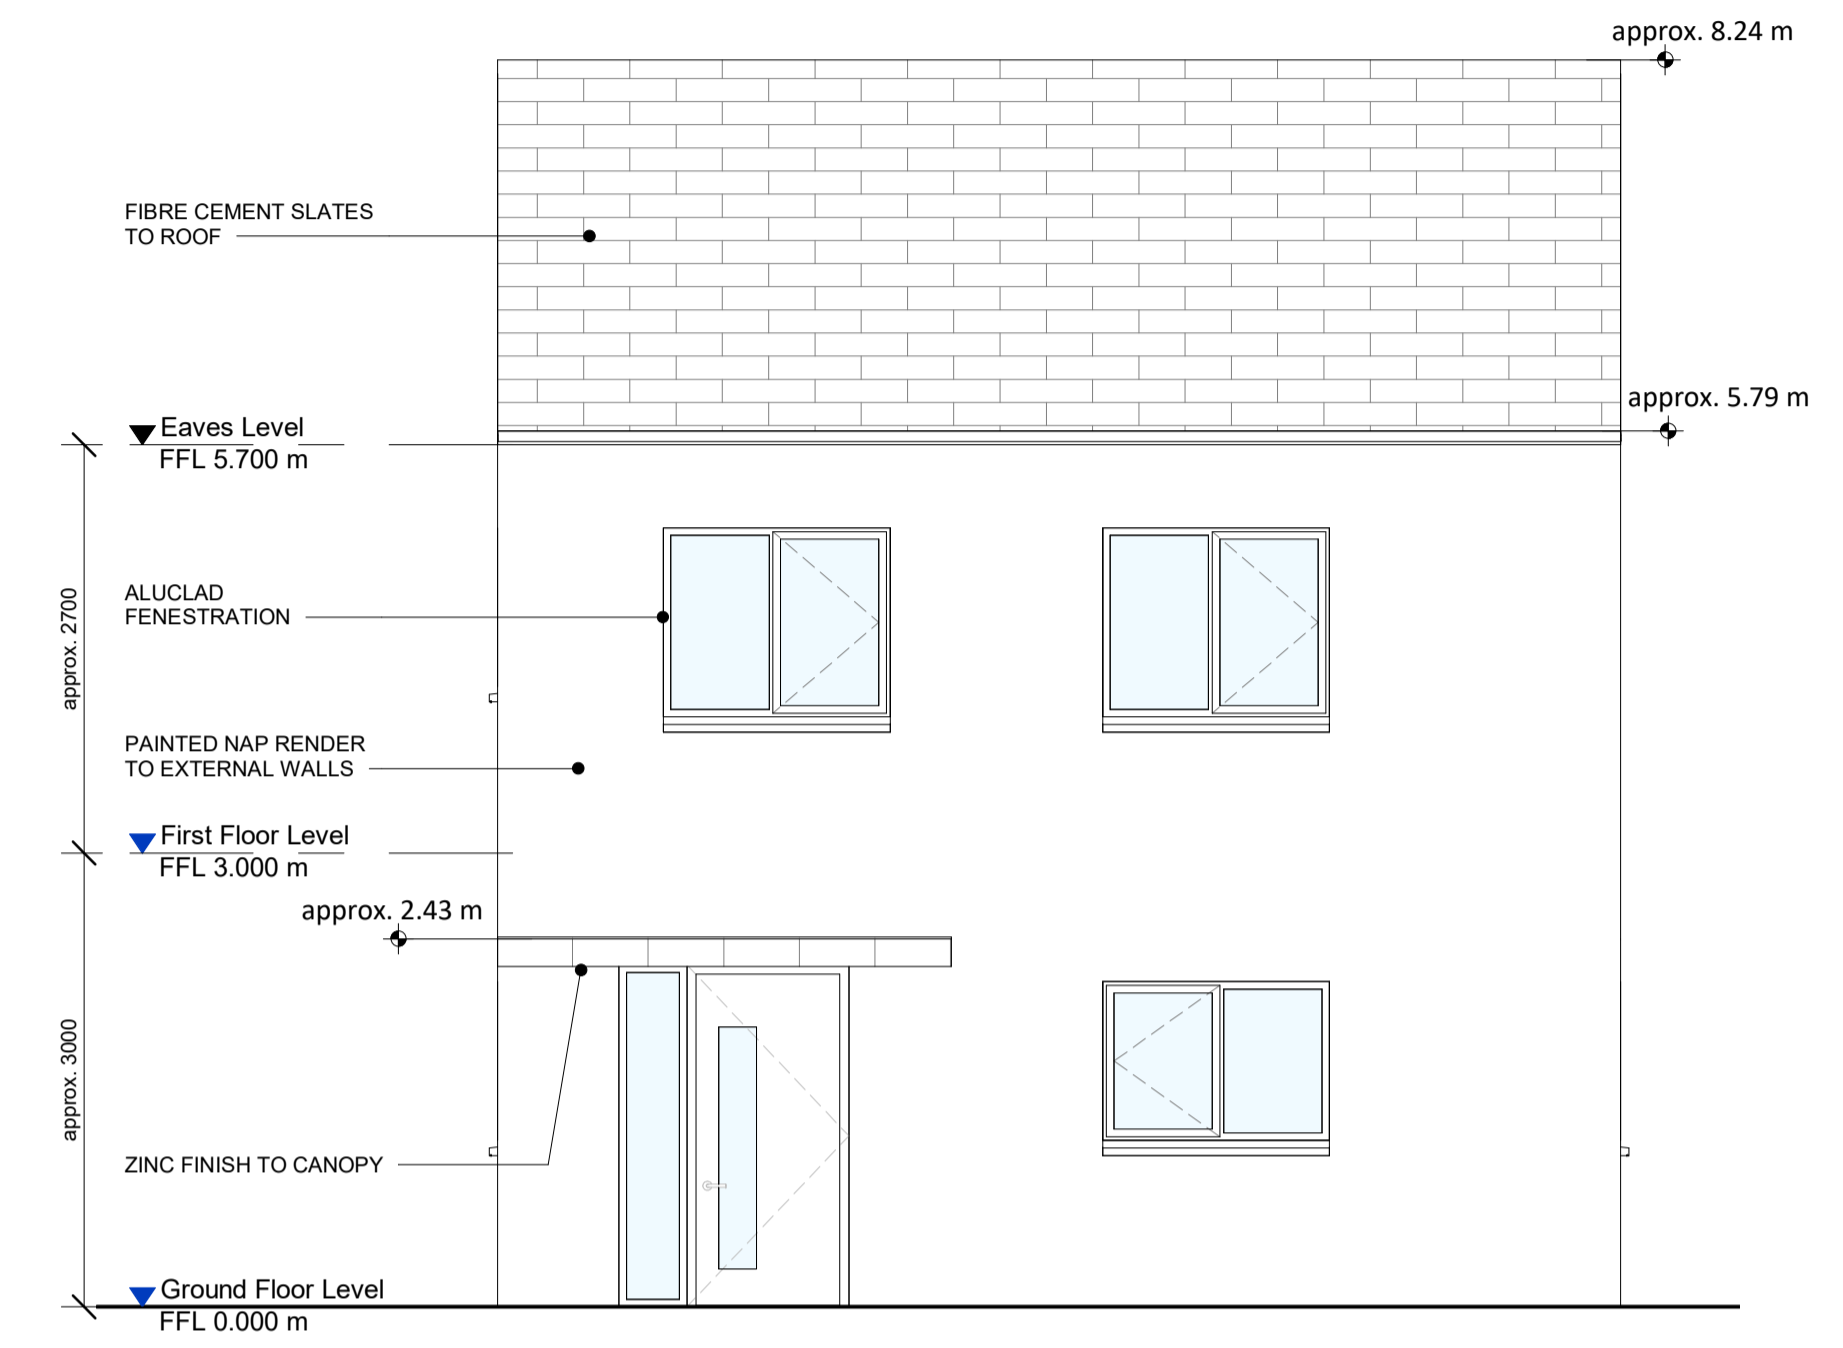 approx. 8.24 m
FIBRE CEMENT SLATES
TO ROOF
approx. 5.79 m
Eaves Level
FFL 5.700 m
ALUCLAD
FENESTRATION
approx. 2700
PAINTED NAP RENDER
TO EXTERNAL WALLS
First Floor Level
FFL 3.000 m
approx. 2.43 m
approx. 3000
ZINC FINISH TO CANOPY
Ground Floor Level
FFL 0.000 m